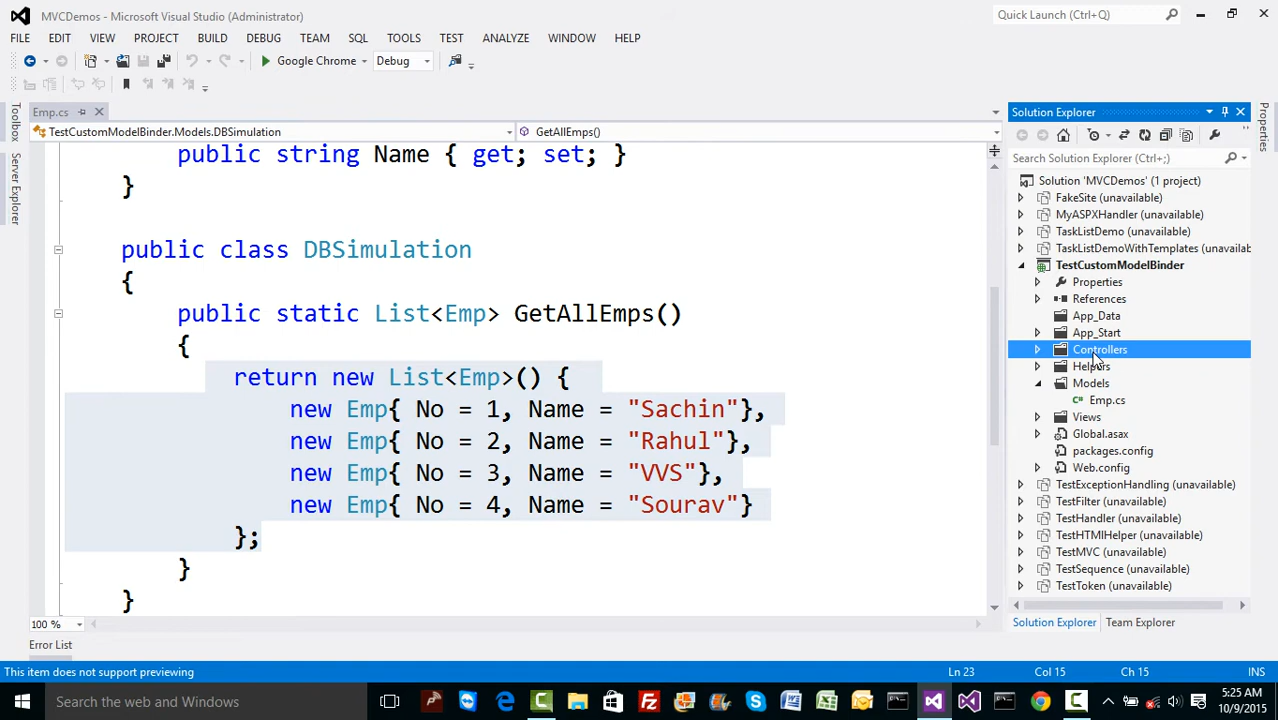 MVCDemos - Microsoft Visual Studio (Administrator)
Quick Launch (Ctrl+Q)
FILE EDIT VIEW PROJECT BUILD DEBUG TEAM SQL TOOLS TEST ANALYZE WINDOW HELP
Google Chrome Debug
Toolbox
Server Explorer
Emp.cs
TestCustomModelBinder.Models.DBSimulation GetAllEmps()
public string Name { get; set; }
}
public class DBSimulation
{
public static List<Emp> GetAllEmps()
{
return new List<Emp>() {
new Emp{ No = 1, Name = "Sachin"},
new Emp{ No = 2, Name = "Rahul"},
new Emp{ No = 3, Name = "VVS"},
new Emp{ No = 4, Name = "Sourav"}
};
}
}
100 %
Error List
Solution Explorer
Search Solution Explorer (Ctrl+;)
Solution 'MVCDemos' (1 project)
FakeSite (unavailable)
MyASPXHandler (unavailable)
TaskListDemo (unavailable)
TaskListDemoWithTemplates (unavailab
TestCustomModelBinder
Properties
References
App_Data
App_Start
Controllers
Helpers
Models
Emp.cs
Views
Global.asax
packages.config
Web.config
TestExceptionHandling (unavailable)
TestFilter (unavailable)
TestHandler (unavailable)
TestHTMlHelper (unavailable)
TestMVC (unavailable)
TestSequence (unavailable)
TestToken (unavailable)
Solution Explorer Team Explorer
Properties
This item does not support previewing Ln 23 Col 15 Ch 15 INS
Search the web and Windows
5:25 AM
10/9/2015